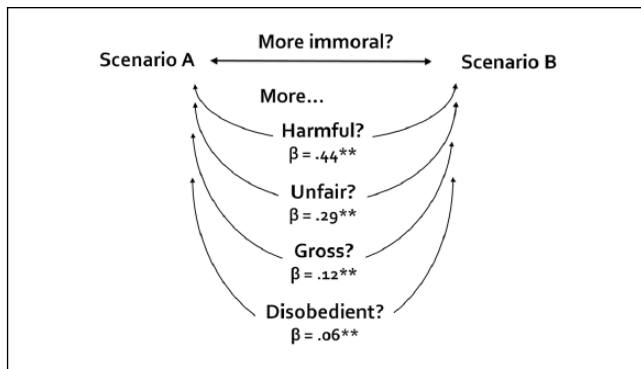 More immoral?
Scenario A
Scenario B
More...
Harmful?
β = .44**
Unfair?
β = .29**
Gross?
β = .12**
Disobedient?
β = .06**